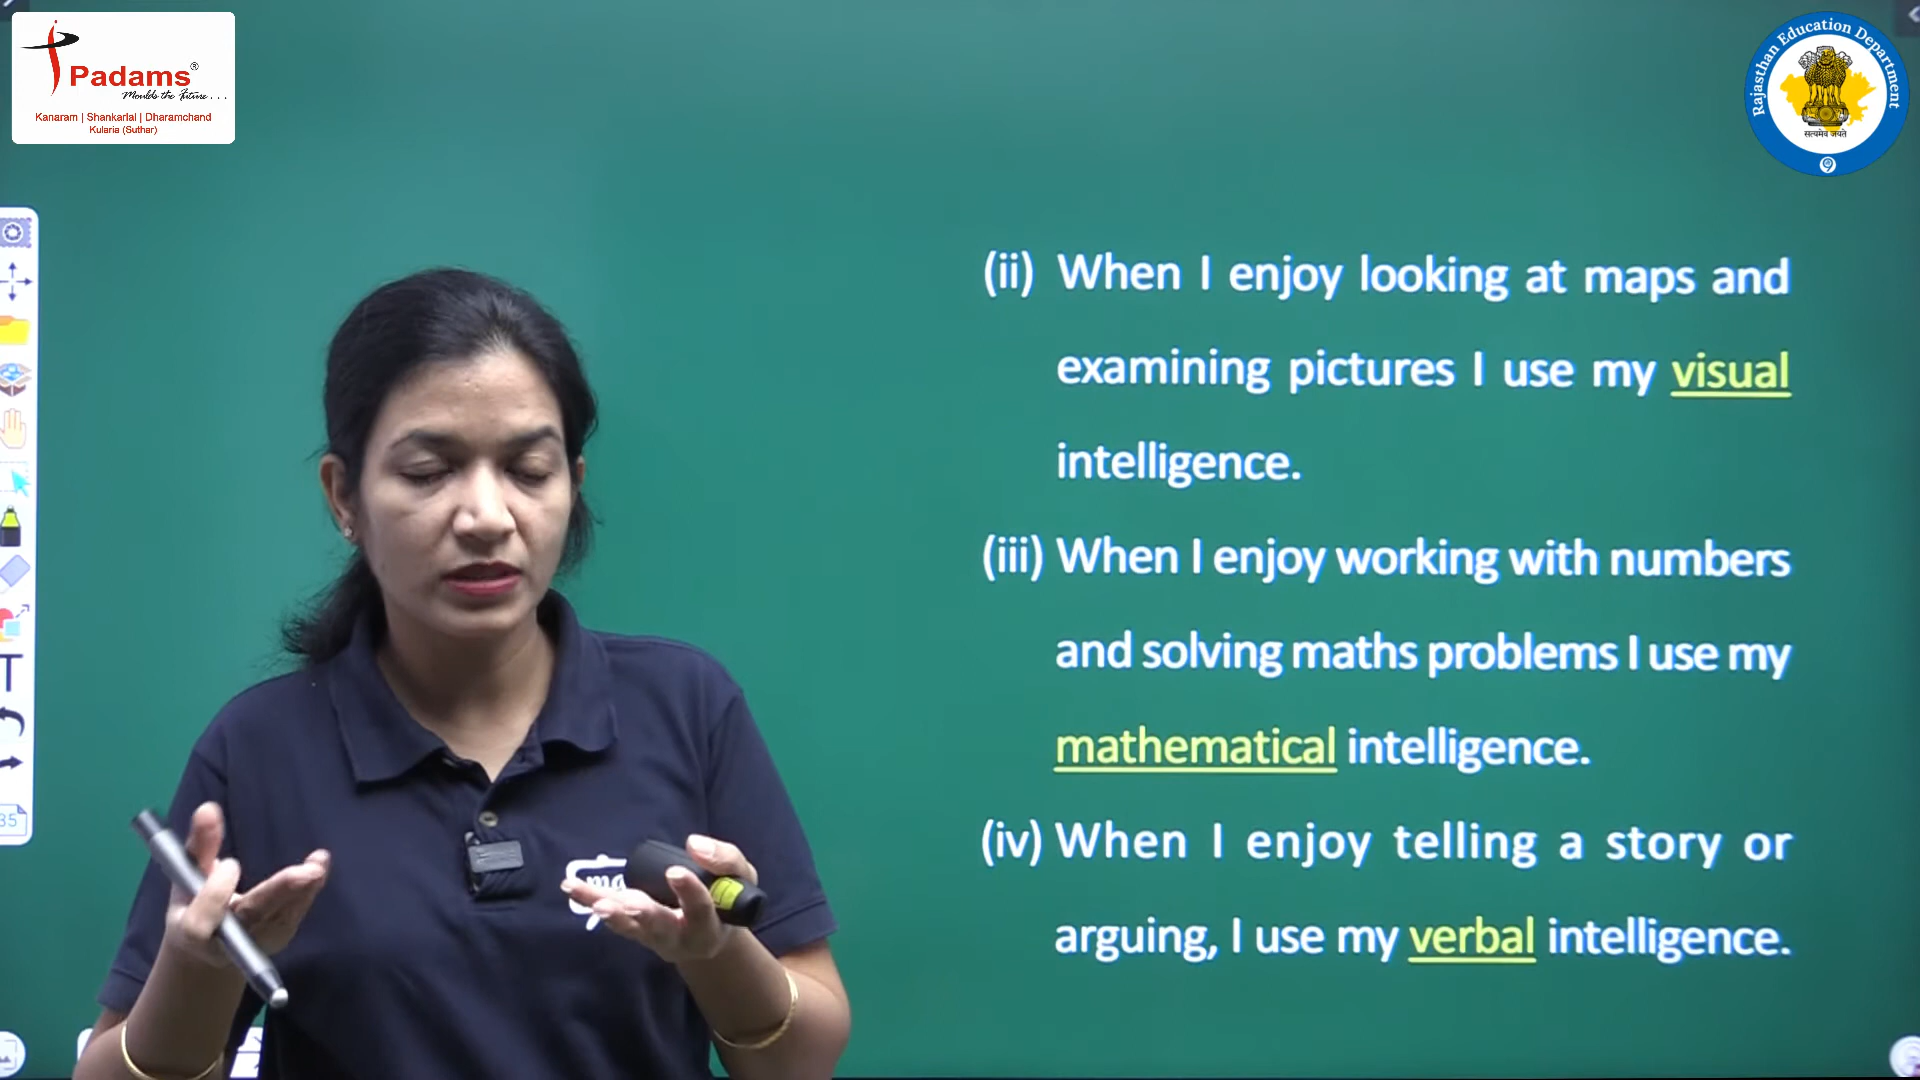 Padams®
Moulds the Future . . .
Kanaram | Shankarlal | Dharamchand
Kularia (Suthar)
Rajasthan Education Department
सत्यमेव जयते
(ii) When I enjoy looking at maps and
examining pictures I use my visual
intelligence.
(iii) When I enjoy working with numbers
and solving maths problems I use my
mathematical intelligence.
(iv) When I enjoy telling a story or
arguing, I use my verbal intelligence.
T
35